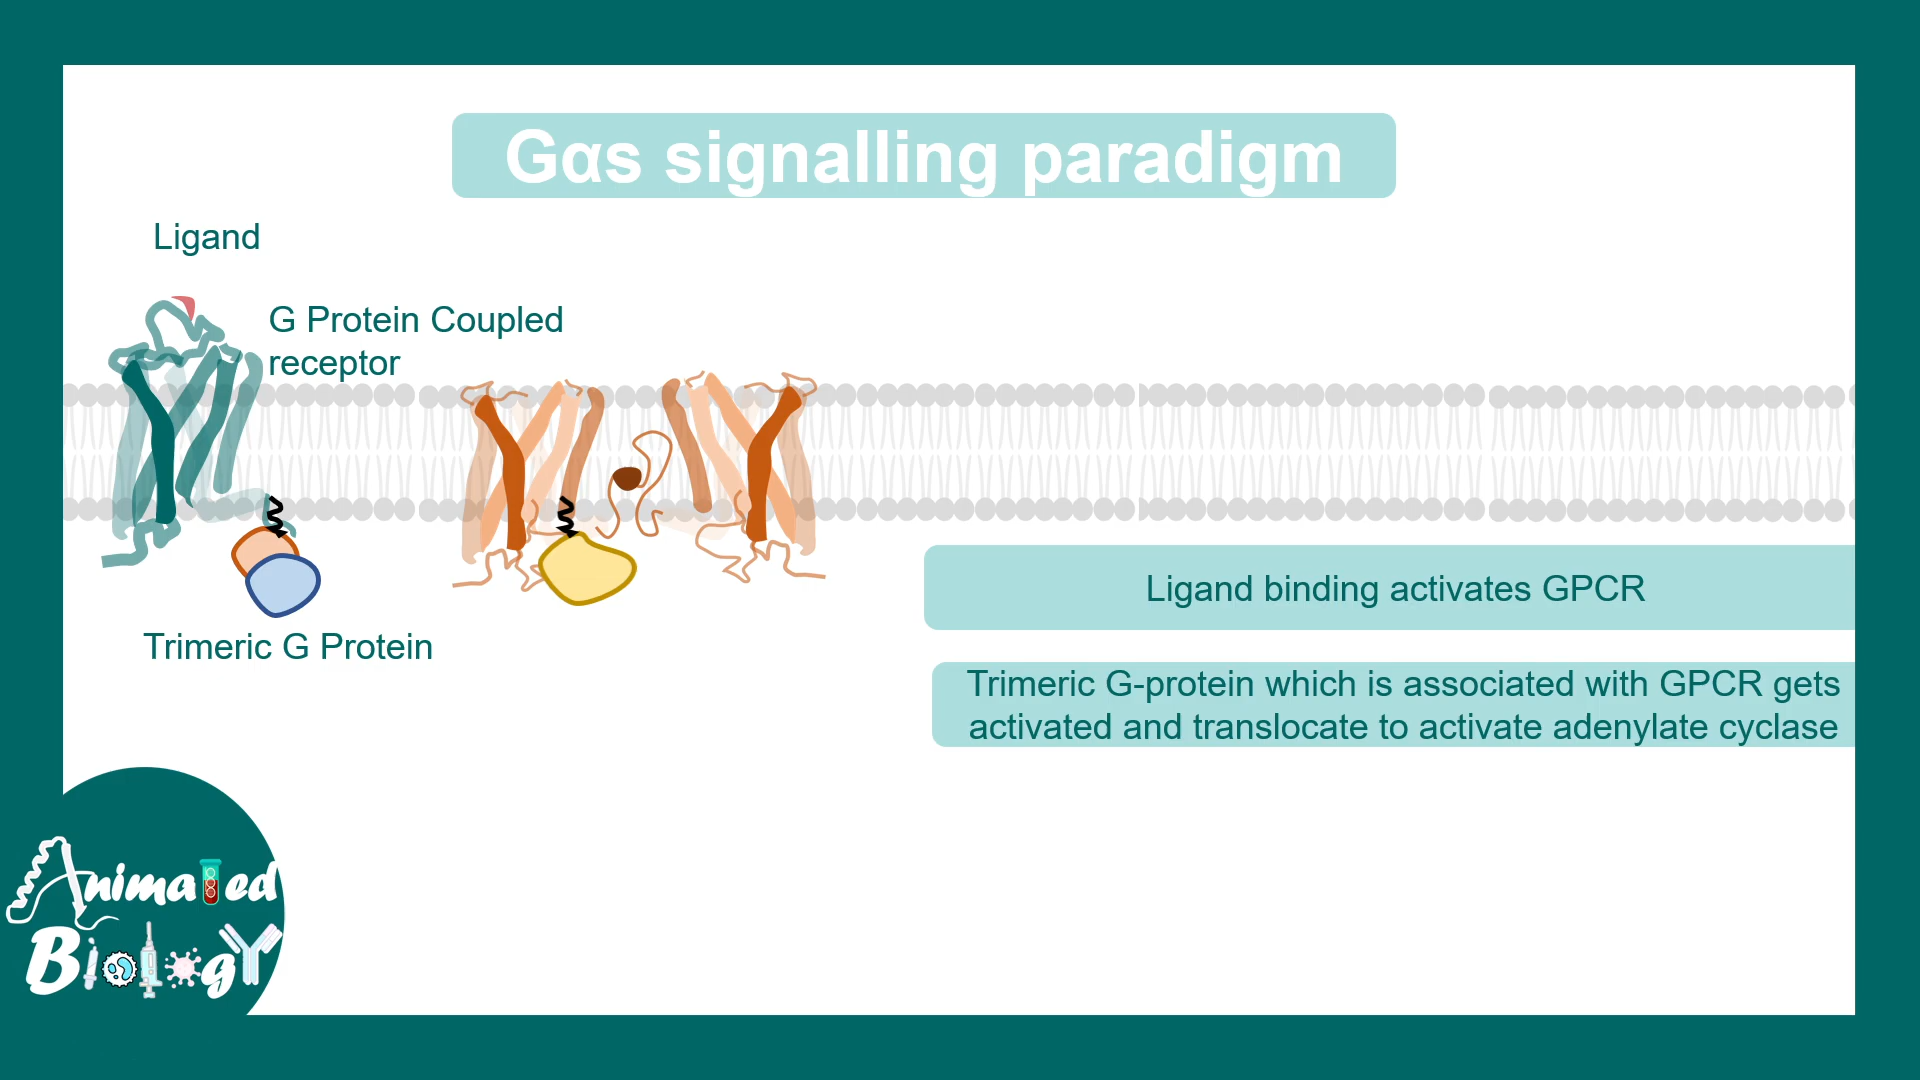 Gαs signalling paradigm
Ligand
G Protein Coupled
receptor
Trimeric G Protein
Ligand binding activates GPCR
Trimeric G-protein which is associated with GPCR gets
activated and translocate to activate adenylate cyclase
Animated
Biology